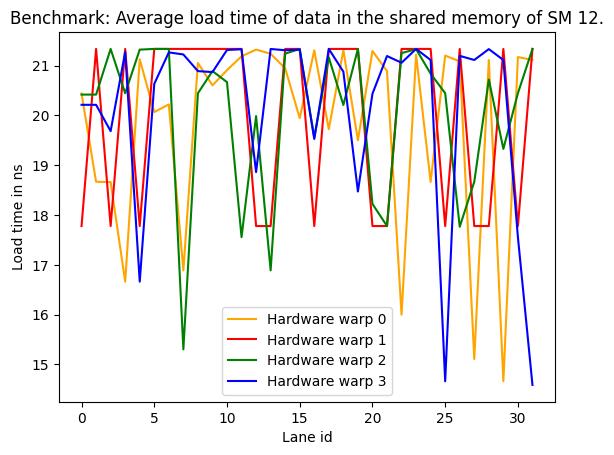 Benchmark: Average load time of data in the shared memory of SM 12.
21
20
19
18
17
16
15
Load time in ns
Hardware warp 0
Hardware warp 1
Hardware warp 2
Hardware warp 3
0 5 10 15 20 25 30
Lane id